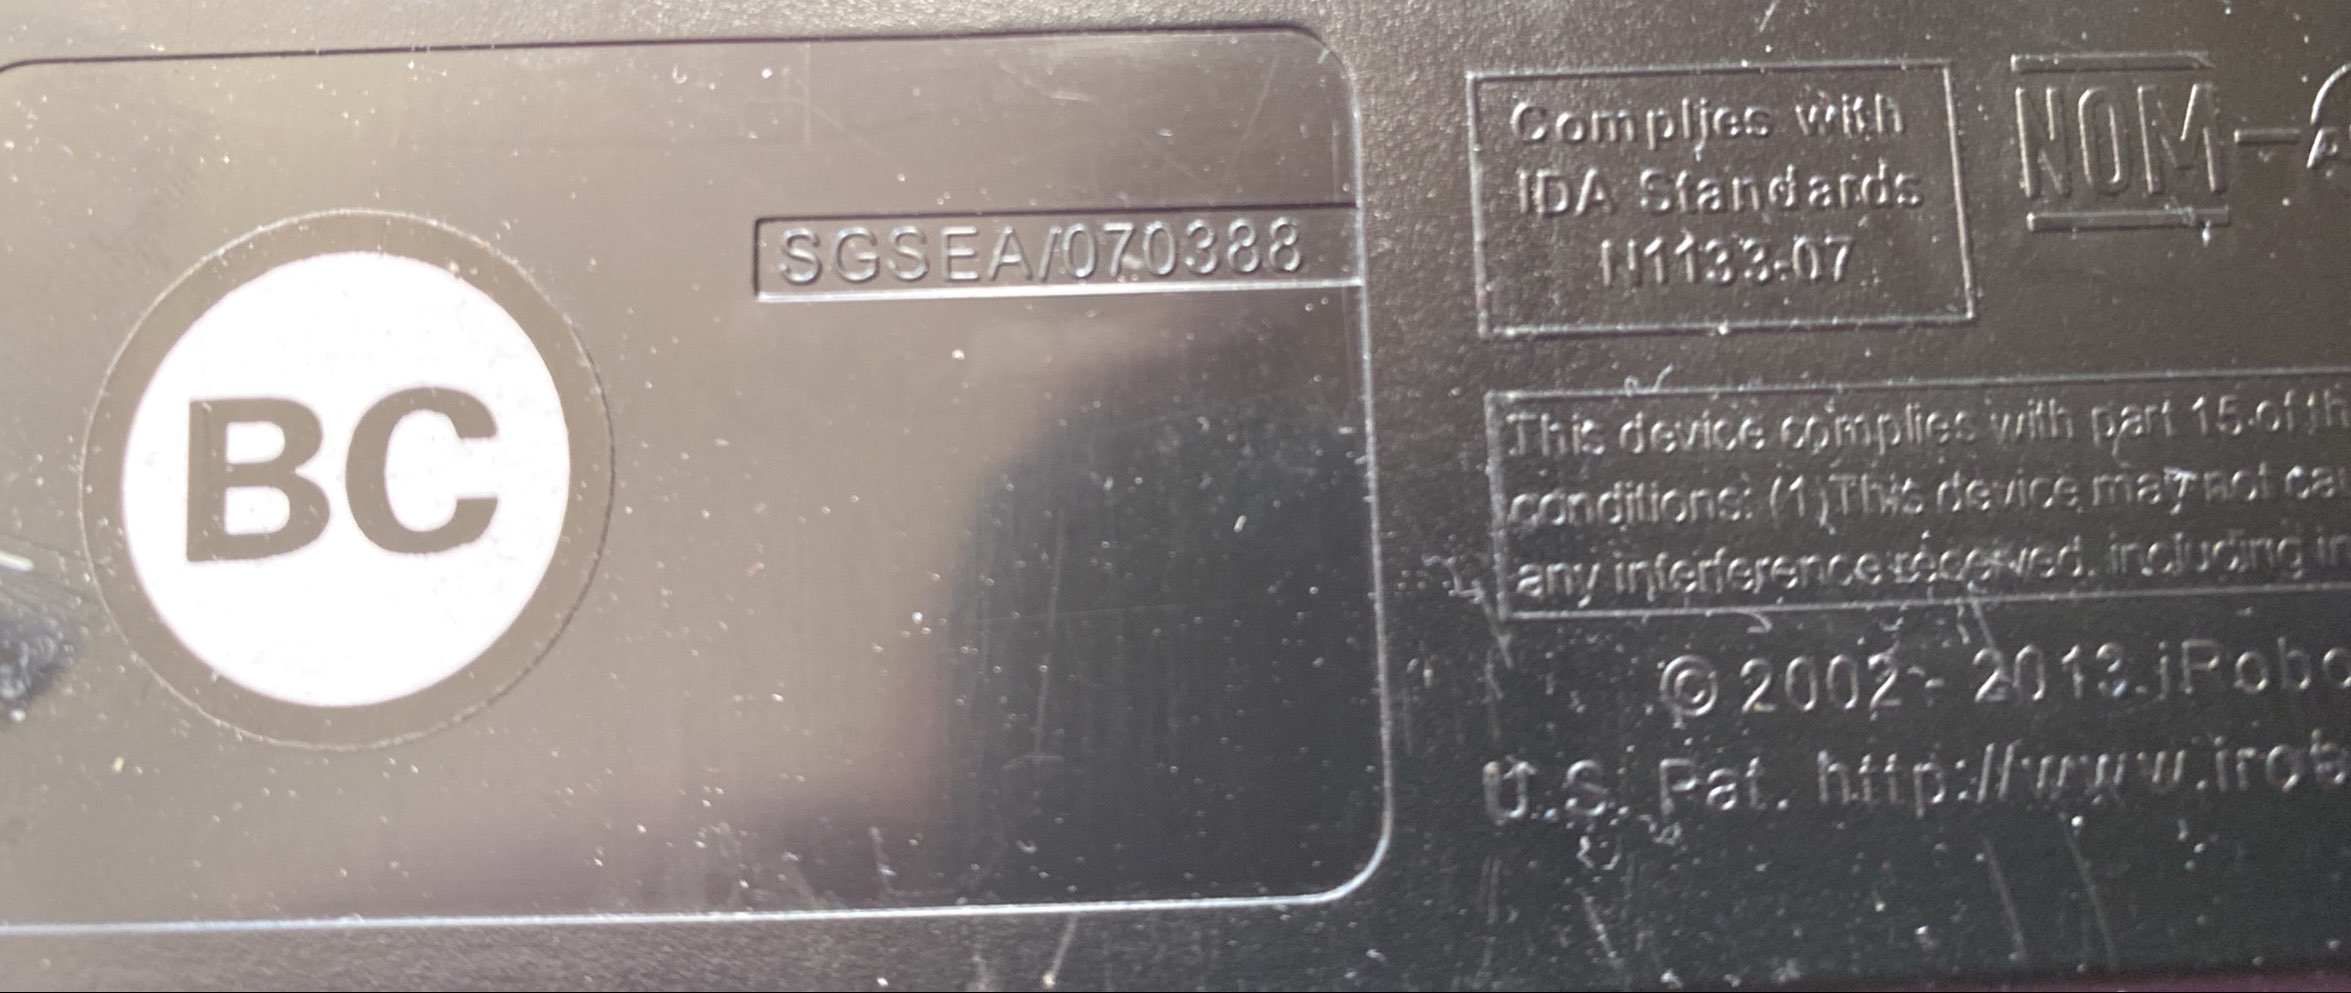 BC
SGSEA/070388
Complies with
IDA Standards
N1133-07
NOM-
This device complies with part 15 of th
conditions: (1)This device may not ca
any interference received, including in
© 2002 - 2013 iRobo
U.S. Pat. http://www.irob